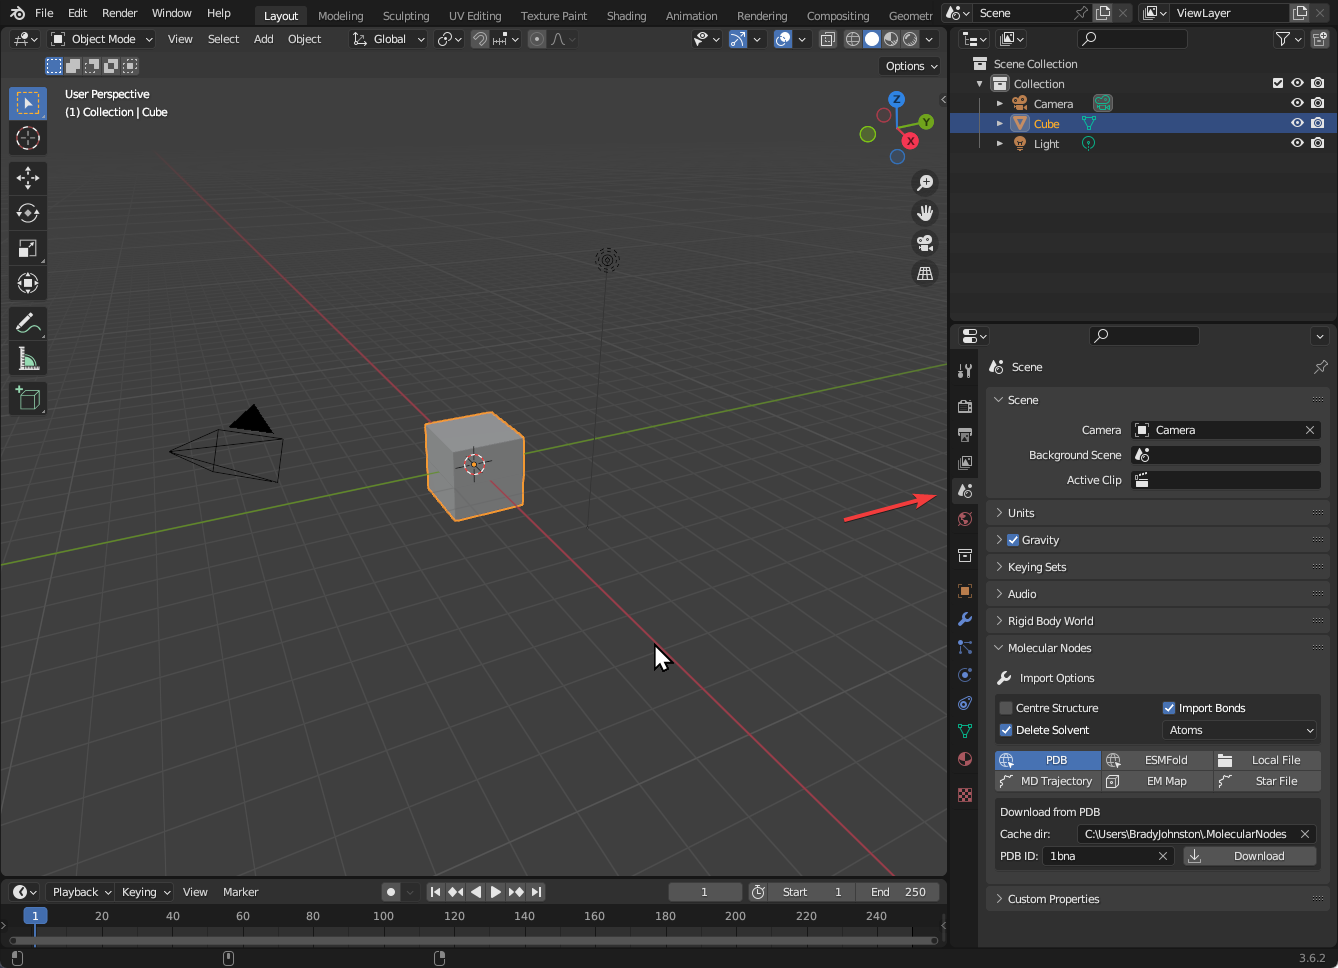 File Edit Render Window Help Layout Modeling Sculpting UV Editing Texture Paint Shading Animation Rendering Compositing Geometr Scene ViewLayer
Object Mode View Select Add Object Global
Options
User Perspective
(1) Collection | Cube
Z
Y
X
Scene Collection
Collection
Camera
Cube
Light
Scene
Scene
Camera Camera
Background Scene
Active Clip
Units
Gravity
Keying Sets
Audio
Rigid Body World
Molecular Nodes
Import Options
Centre Structure Import Bonds
Delete Solvent Atoms
PDB ESMFold Local File
MD Trajectory EM Map Star File
Download from PDB
Cache dir: C:\Users\BradyJohnston\.MolecularNodes
PDB ID: 1bna Download
Custom Properties
Playback Keying View Marker 1 Start 1 End 250
1 20 40 60 80 100 120 140 160 180 200 220 240
3.6.2